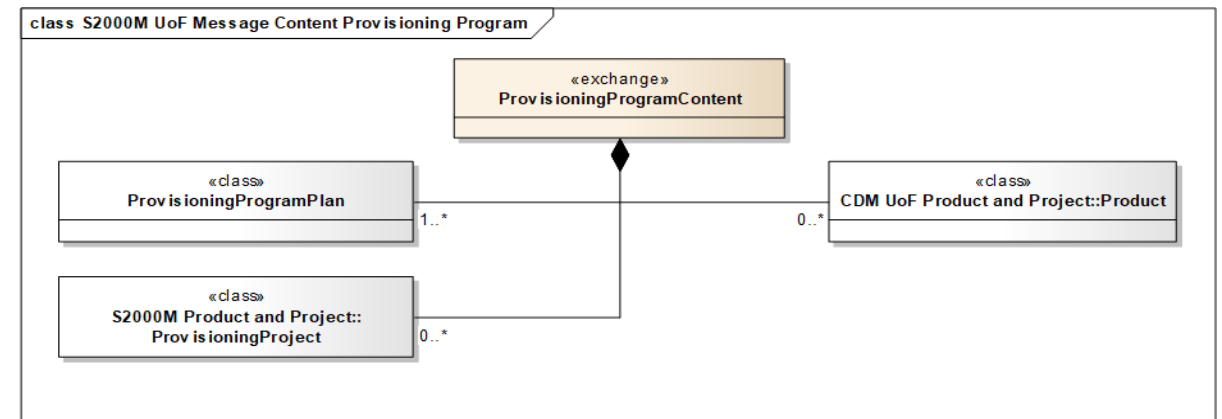 class S2000M UoF Message Content Provisioning Program
«exchange»
ProvisioningProgramContent
«class»
ProvisioningProgramPlan
1..*
«class»
CDM UoF Product and Project::Product
0..*
«class»
S2000M Product and Project::
ProvisioningProject
0..*